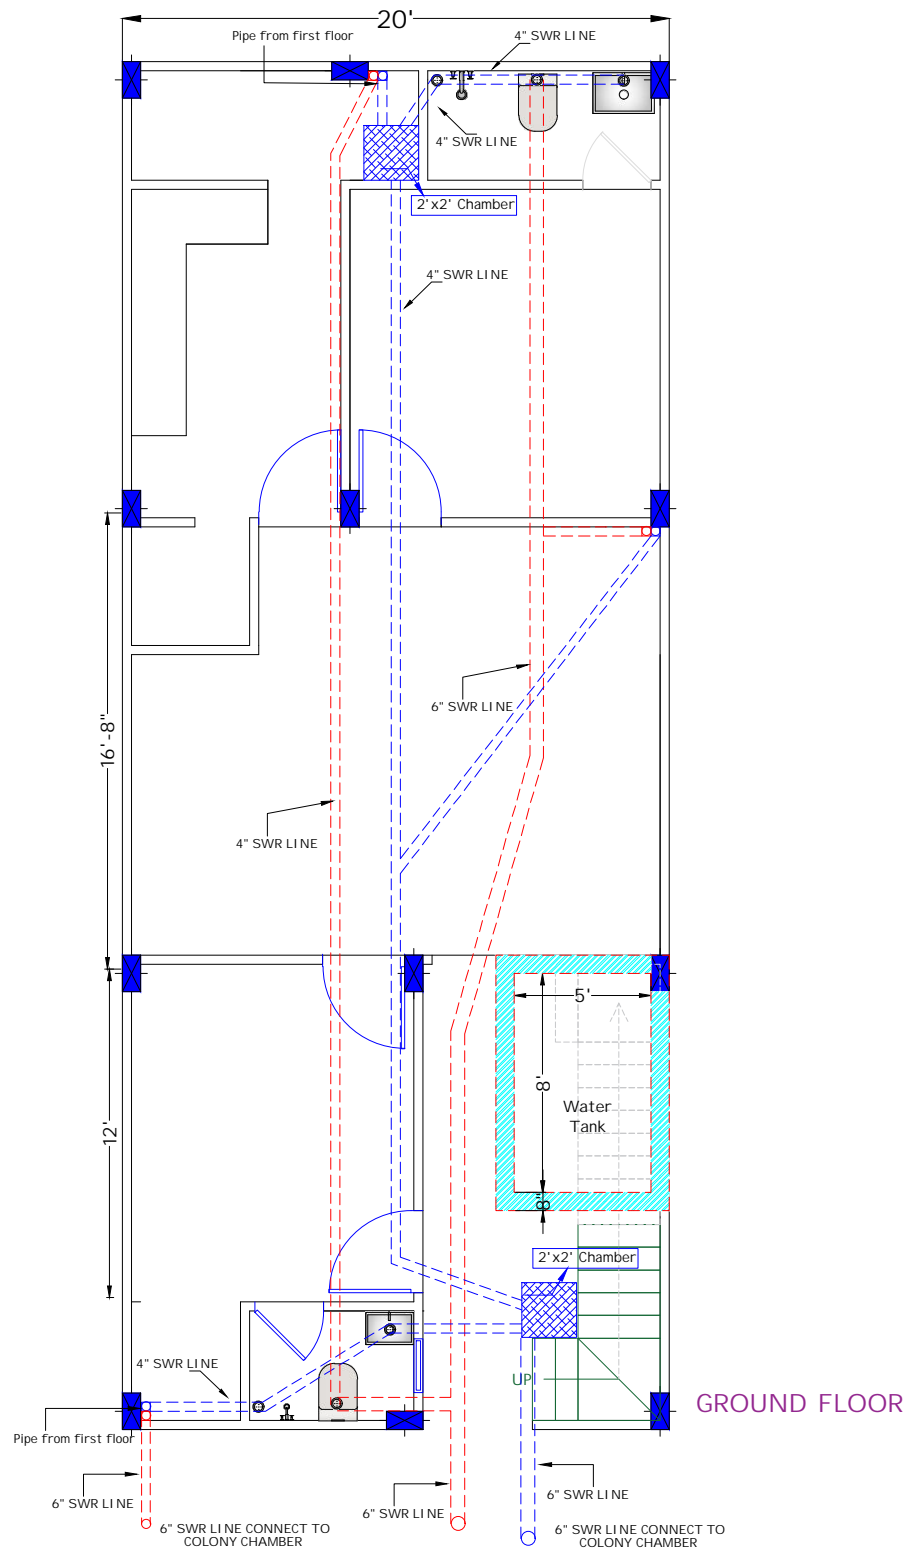 20'
Pipe from first floor
4" SWR LINE
4" SWR LINE
2'x2' Chamber
4" SWR LINE
16'-8"
6" SWR LINE
4" SWR LINE
5'
8'
Water
Tank
12'
8"
2'x2' Chamber
4" SWR LINE
UP
GROUND FLOOR
Pipe from first floor
6" SWR LINE
6" SWR LINE
6" SWR LINE
6" SWR LINE CONNECT TO
COLONY CHAMBER
6" SWR LINE CONNECT TO
COLONY CHAMBER